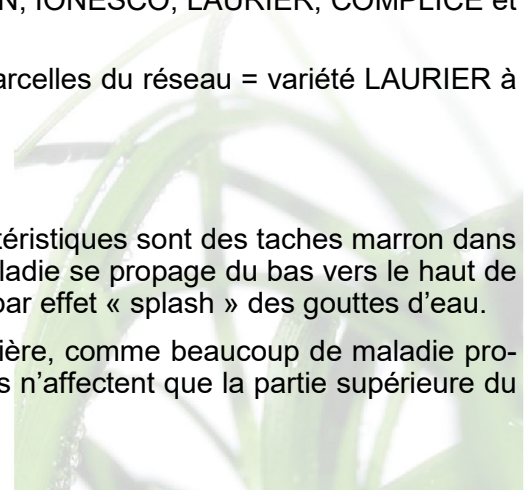 IONESCO, LAURIER, COMPLICE et
arcelles du réseau = variété LAURIER à
téristiques sont des taches marron dans
ladie se propage du bas vers le haut de
par effet « splash » des gouttes d’eau.
ière, comme beaucoup de maladie pro-
s n’affectent que la partie supérieure du